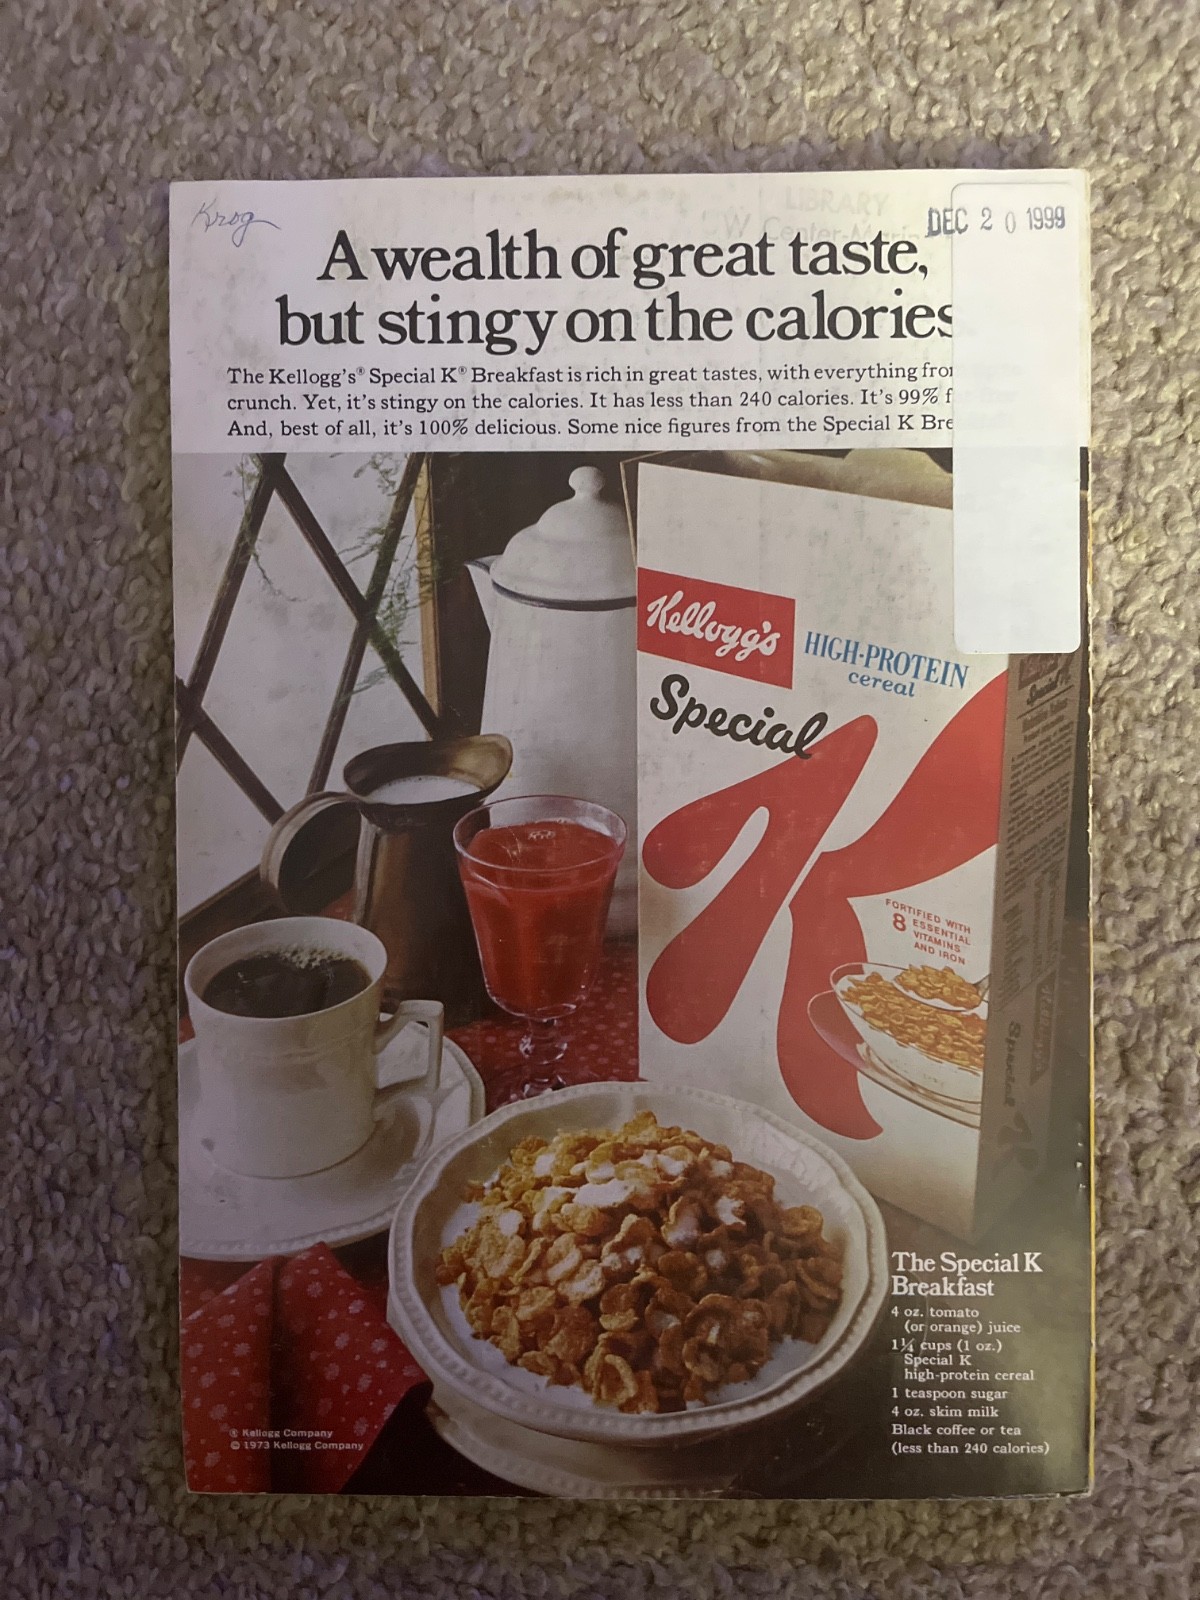 Krog
LIBRARY
DEC 20 1999
A wealth of great taste,
but stingy on the calories
The Kellogg's® Special K® Breakfast is rich in great tastes, with everything
crunch. Yet, it's stingy on the calories. It has less than 240 calories. It's 99%
And, best of all, it's 100% delicious. Some nice figures from the Special K
Kellogg's
HIGH-PROTEIN
cereal
Special
K
FORTIFIED WITH
8 ESSENTIAL
VITAMINS
AND IRON
The Special K
Breakfast
4 oz. tomato
(or orange) juice
1¼ cups (1 oz.)
Special K
high-protein cereal
1 teaspoon sugar
4 oz. skim milk
Black coffee or tea
(less than 240 calories)
® Kellogg Company
© 1973 Kellogg Company